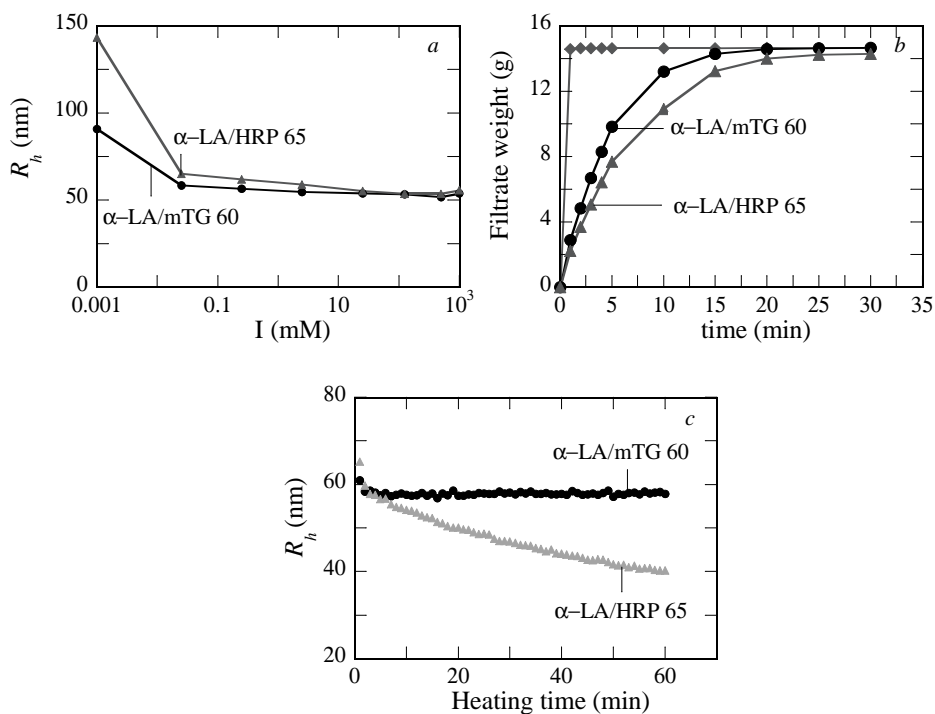 150
100
50
0
R_h (nm)
a
α–LA/HRP 65
α–LA/mTG 60
0.001
0.1
10
10³
I (mM)
16
12
8
4
0
Filtrate weight (g)
b
α–LA/mTG 60
α–LA/HRP 65
0 5 10 15 20 25 30 35
time (min)
80
60
40
20
R_h (nm)
c
α–LA/mTG 60
α–LA/HRP 65
0 20 40 60
Heating time (min)